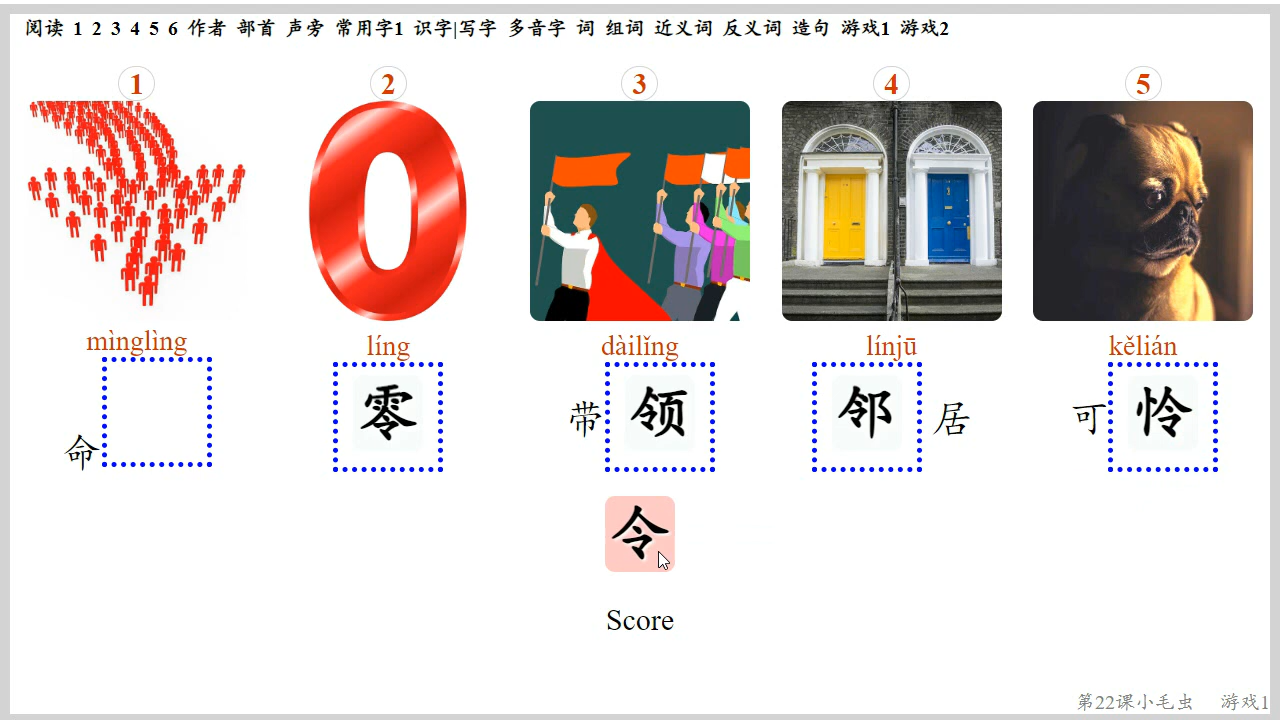 阅读 1 2 3 4 5 6 作者 部首 声旁 常用字1 识字|写字 多音字 词 组词 近义词 反义词 造句 游戏1 游戏2
1 2 3 4 5
0
mìnglìng líng dàilǐng línjū kělián
命 零 带领 邻居 可怜
令
Score
第22课小毛虫 游戏1